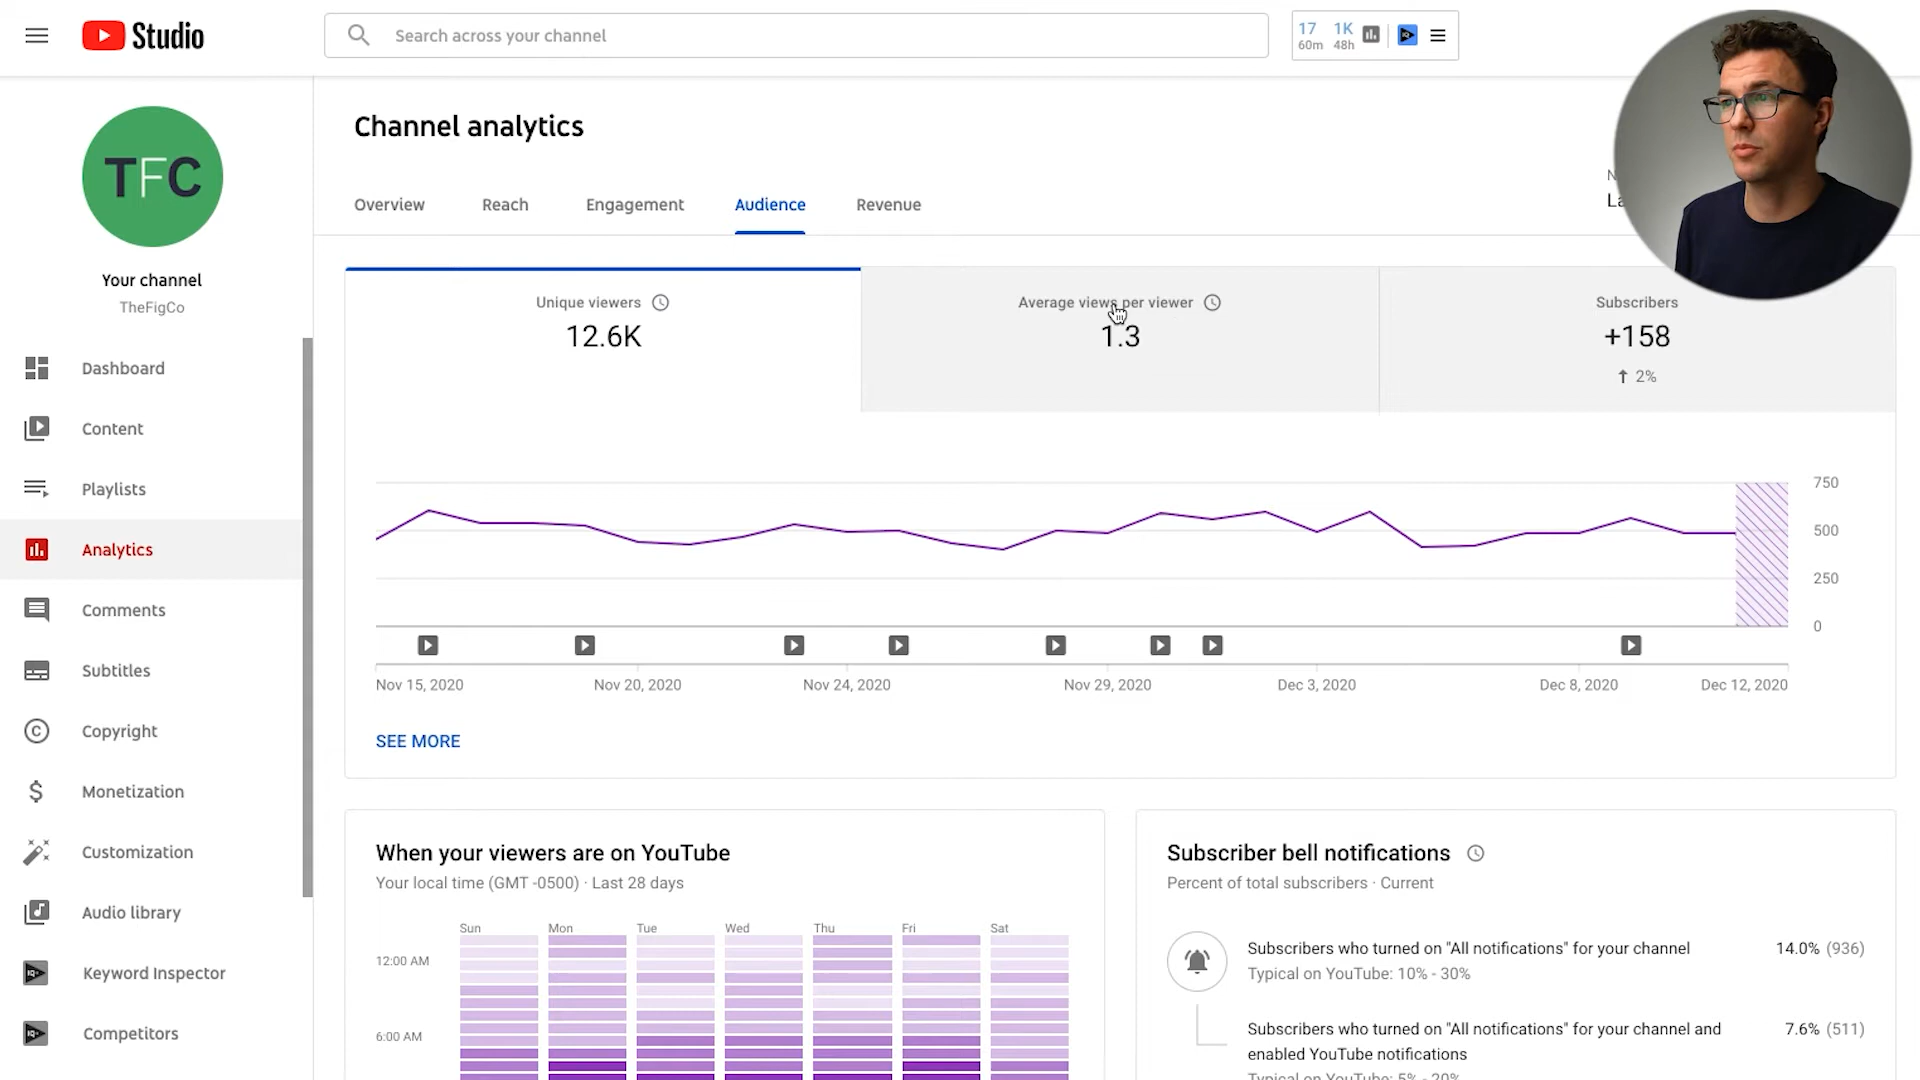 Studio
Search across your channel
17 1K
60m 48h
Channel analytics
Overview Reach Engagement Audience Revenue
TFC
Your channel
TheFigCo
Dashboard
Content
Playlists
Analytics
Comments
Subtitles
Copyright
Monetization
Customization
Audio library
Keyword Inspector
Competitors
Unique viewers
12.6K
Average views per viewer
1.3
Subscribers
+158
2%
750
500
250
0
Nov 15, 2020 Nov 20, 2020 Nov 24, 2020 Nov 29, 2020 Dec 3, 2020 Dec 8, 2020 Dec 12, 2020
SEE MORE
When your viewers are on YouTube
Your local time (GMT -0500) · Last 28 days
Sun Mon Tue Wed Thu Fri Sat
12:00 AM
6:00 AM
Subscriber bell notifications
Percent of total subscribers · Current
Subscribers who turned on "All notifications" for your channel 14.0% (936)
Typical on YouTube: 10% - 30%
Subscribers who turned on "All notifications" for your channel and 7.6% (511)
enabled YouTube notifications
Typical on YouTube: 5% - 20%